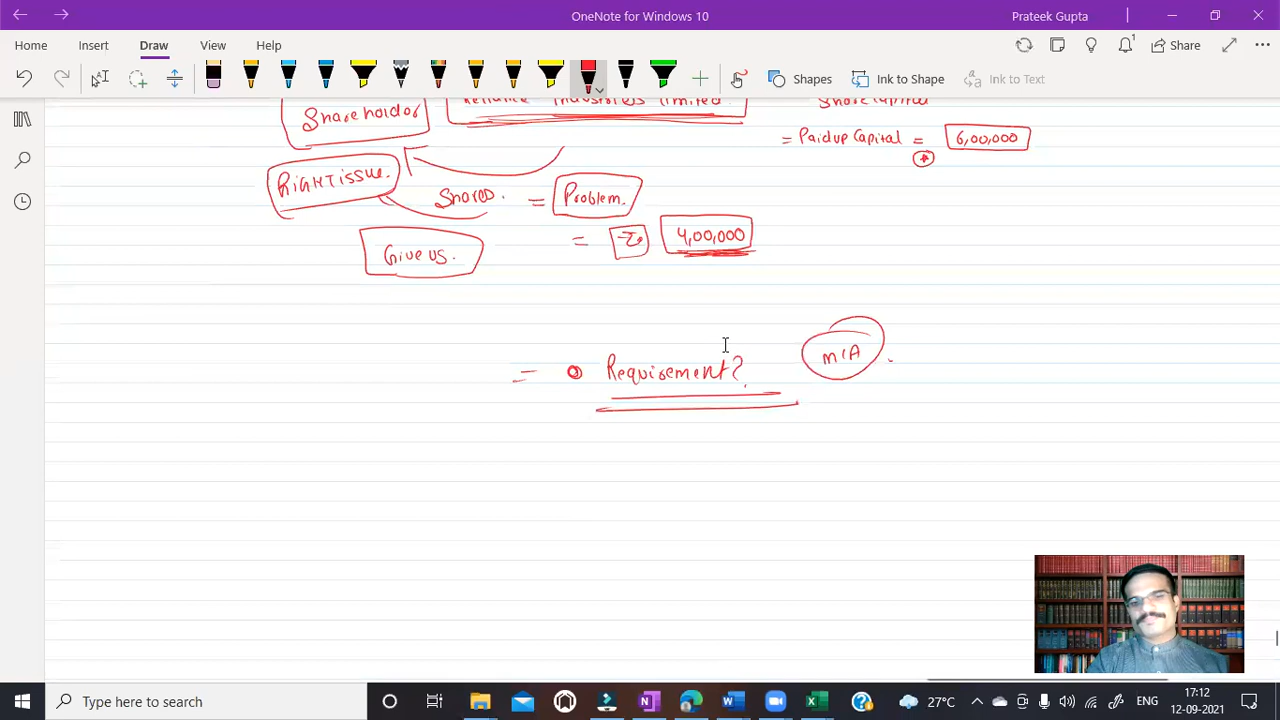 OneNote for Windows 10
Prateek Gupta
Home Insert Draw View Help
Share
Shapes
Ink to Shape
Ink to Text
Shareholder
Reliance Industries limited.
Share Capital
= Paidup Capital = 6,00,000
RIGHT issue.
Shares. = Problem.
= 4,00,000
Give us.
= Requirement?
Type here to search
27°C
ENG
17:12
12-09-2021